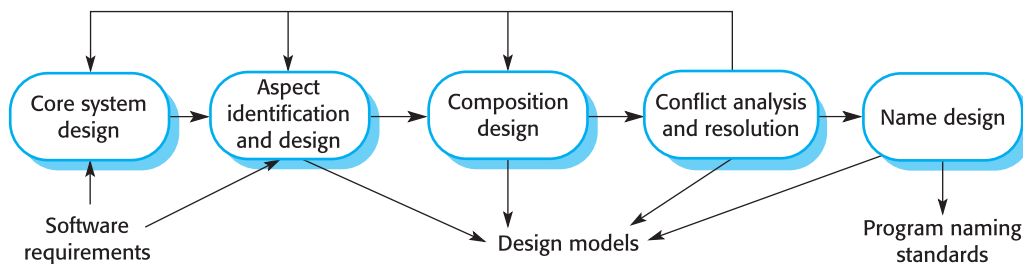 Core system
design
Aspect
identification
and design
Composition
design
Conflict analysis
and resolution
Name design
Software
requirements
Design models
Program naming
standards